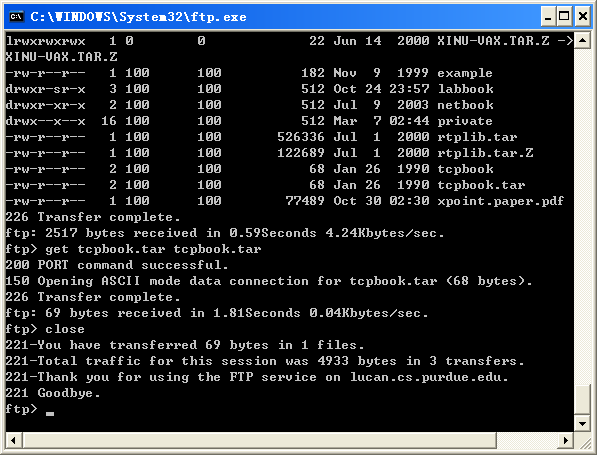 C:\WINDOWS\System32\ftp.exe
lrwxrwxrwx   1 0        0              22 Jun 14  2000 XINU-VAX.TAR.Z ->
XINU-VAX.TAR.Z
-rw-r--r--   1 100      100           182 Nov  9  1999 example
drwxr-sr-x   3 100      100           512 Oct 24 23:57 labbook
drwxr-xr-x   2 100      100           512 Jul  9  2003 netbook
drwx--x--x  16 100      100           512 Mar  7 02:44 private
-rw-r--r--   1 100      100        526336 Jul  1  2000 rtplib.tar
-rw-r--r--   1 100      100        122689 Jul  1  2000 rtplib.tar.Z
-rw-r--r--   2 100      100            68 Jan 26  1990 tcpbook
-rw-r--r--   2 100      100            68 Jan 26  1990 tcpbook.tar
-rw-r--r--   1 100      100         77489 Oct 30 02:30 xpoint.paper.pdf
226 Transfer complete.
ftp: 2517 bytes received in 0.59Seconds 4.24Kbytes/sec.
ftp> get tcpbook.tar tcpbook.tar
200 PORT command successful.
150 Opening ASCII mode data connection for tcpbook.tar (68 bytes).
226 Transfer complete.
ftp: 69 bytes received in 1.81Seconds 0.04Kbytes/sec.
ftp> close
221-You have transferred 69 bytes in 1 files.
221-Total traffic for this session was 4933 bytes in 3 transfers.
221-Thank you for using the FTP service on lucan.cs.purdue.edu.
221 Goodbye.
ftp> _